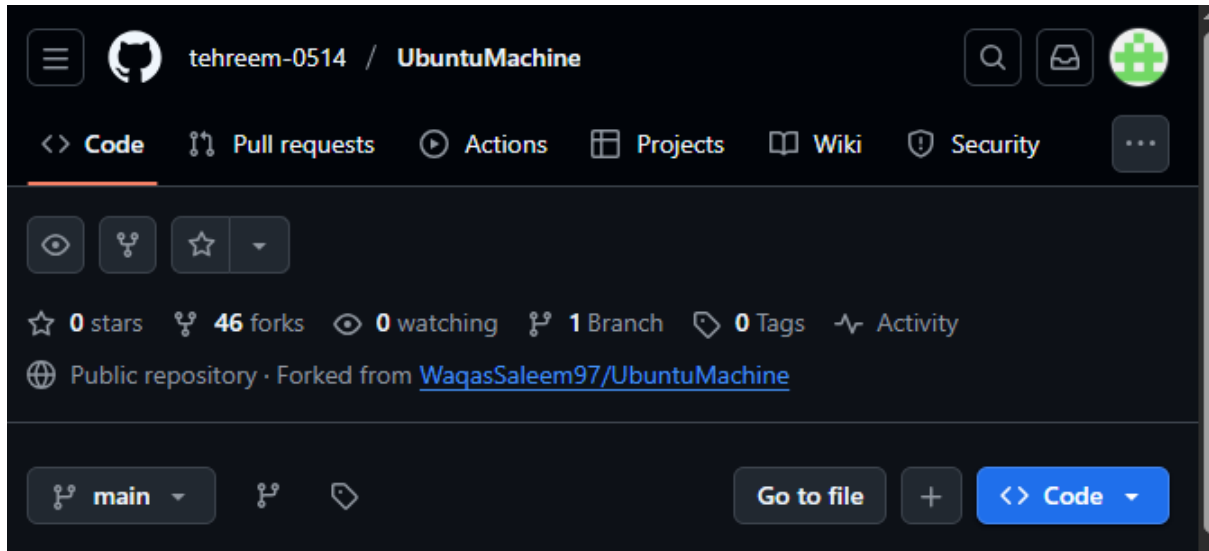 tehreem-0514 / UbuntuMachine
<> Code Pull requests Actions Projects Wiki Security ...
0 stars 46 forks 0 watching 1 Branch 0 Tags Activity
Public repository · Forked from WaqasSaleem97/UbuntuMachine
main Go to file + <> Code